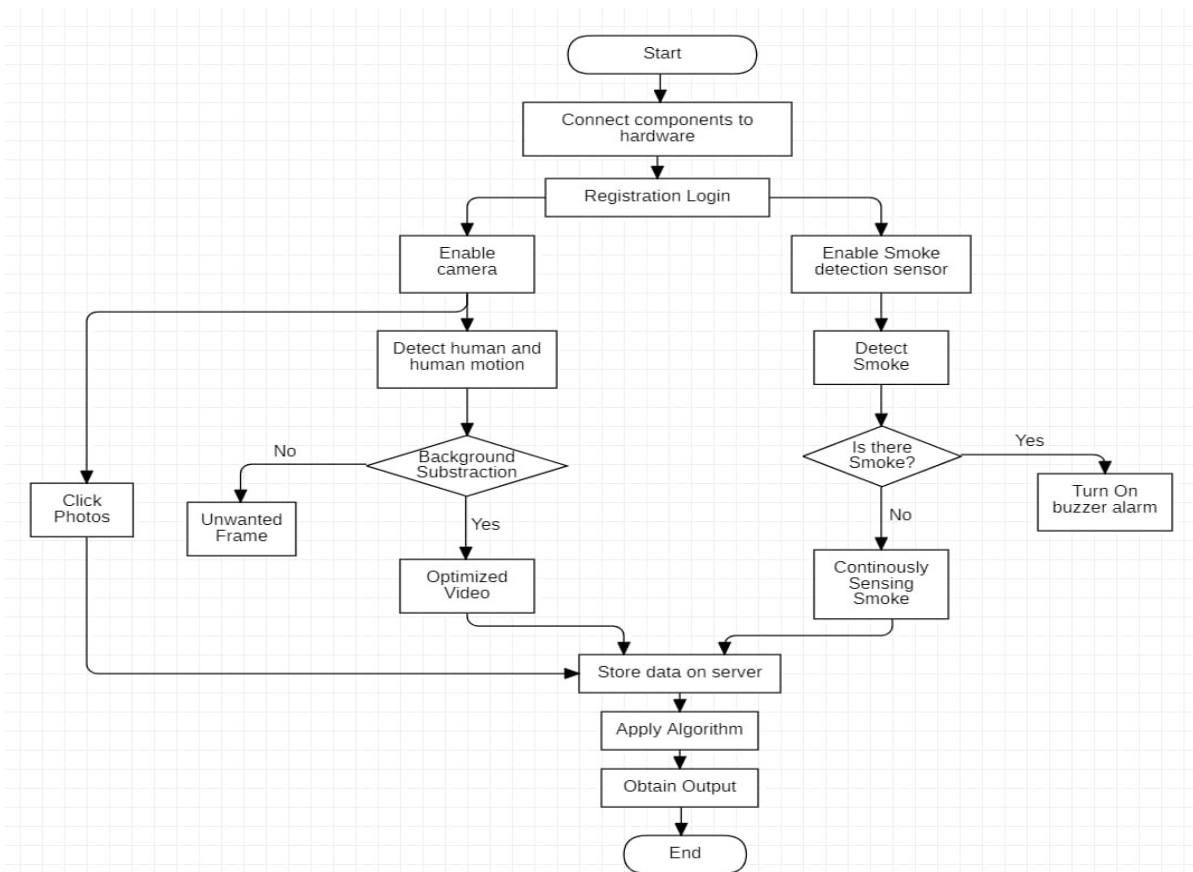 Start
Connect components to
hardware
Registration Login
Enable
camera
Enable Smoke
detection sensor
Detect human and
human motion
Detect
Smoke
No
Background
Substraction
Is there
Smoke?
Yes
Click
Photos
Unwanted
Frame
Yes
No
Turn On
buzzer alarm
Optimized
Video
Continously
Sensing
Smoke
Store data on server
Apply Algorithm
Obtain Output
End